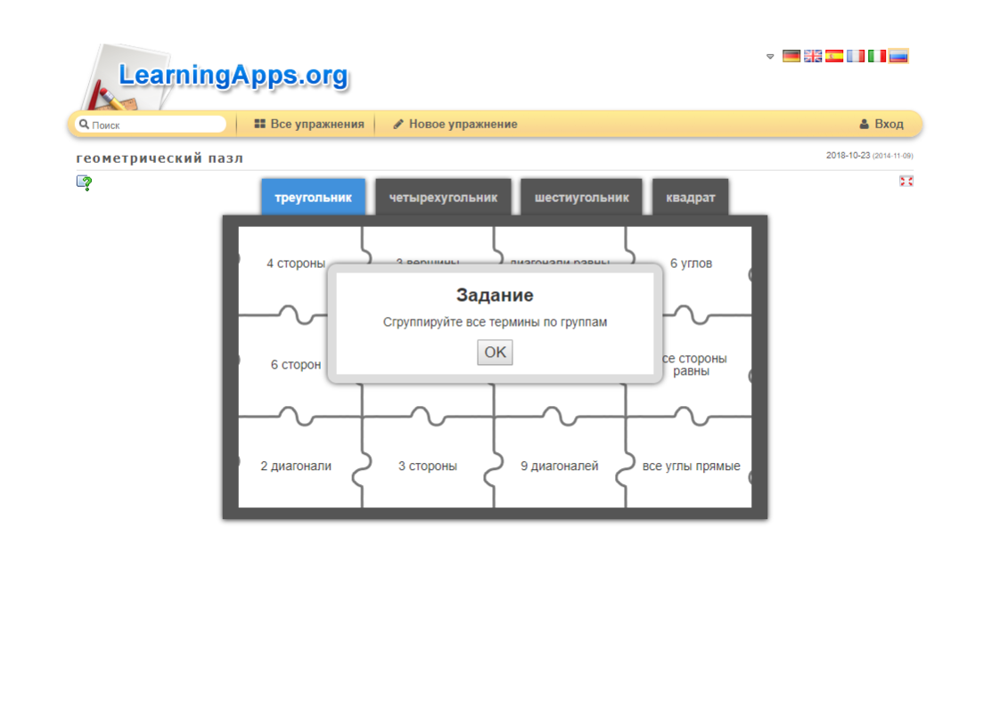 LearningApps.org
Поиск
Все упражнения
Новое упражнение
Вход
геометрический пазл
2018-10-23 (2014-11-09)
треугольник
четырехугольник
шестиугольник
квадрат
4 стороны
3 вершины
диагонали равны
6 углов
Задание
Сгруппируйте все термины по группам
OK
6 сторон
се стороны
равны
2 диагонали
3 стороны
9 диагоналей
все углы прямые